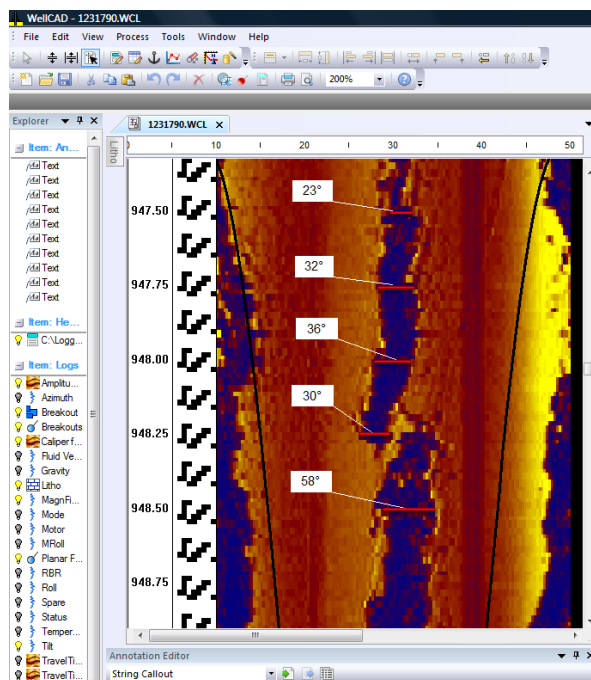 WellCAD - 1231790.WCL
File Edit View Process Tools Window Help
200%
Explorer
1231790.WCL
Item: An...
Text
Text
Text
Text
Text
Text
Text
Text
Text
Text
Item: He...
C:\Logg...
Item: Logs
Amplitu...
Azimuth
Breakout
Breakouts
Caliper f...
Fluid Ve...
Gravity
Litho
MagnFi...
Mode
Motor
MRoll
Planar F...
RBR
Roll
Spare
Status
Temper...
Tilt
TravelTi...
TravelTi...
Litho
0 10 20 30 40 50
947.50
947.75
948.00
948.25
948.50
948.75
23°
32°
36°
30°
58°
Annotation Editor
String Callout